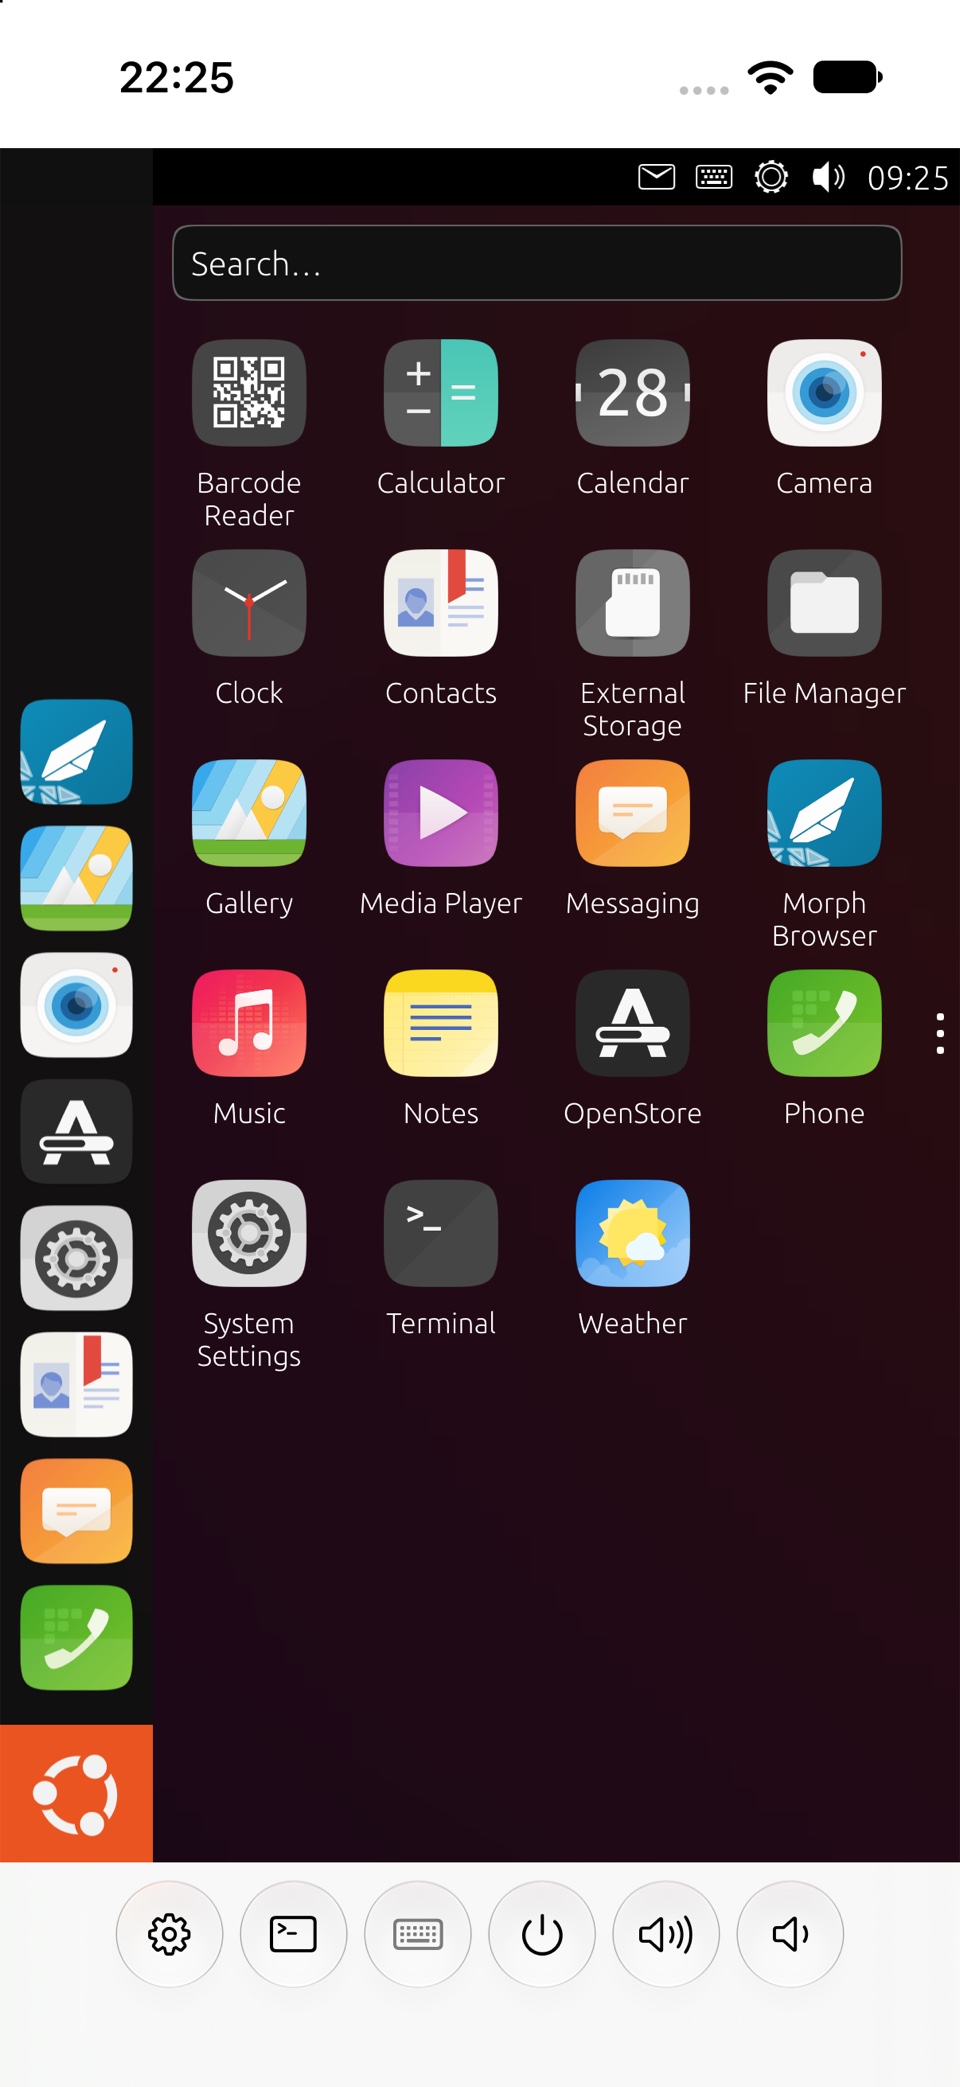 22:25
09:25
Search...
28
Barcode
Reader
Calculator
Calendar
Camera
Clock
Contacts
External
Storage
File Manager
Gallery
Media Player
Messaging
Morph
Browser
Music
Notes
OpenStore
Phone
>_
System
Settings
Terminal
Weather